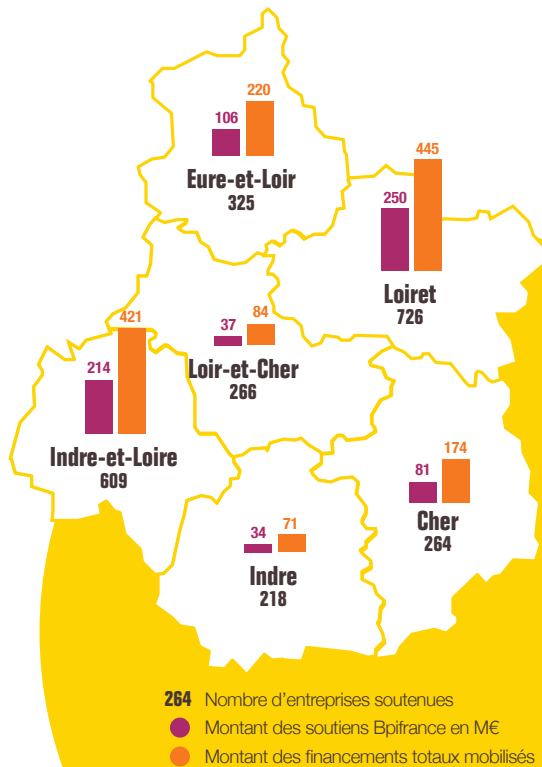 220
106
Eure-et-Loir
325
445
250
Loiret
726
84
37
Loir-et-Cher
266
421
214
Indre-et-Loire
609
174
81
Cher
264
71
34
Indre
218
264 Nombre d'entreprises soutenues
Montant des soutiens Bpifrance en M€
Montant des financements totaux mobilisés